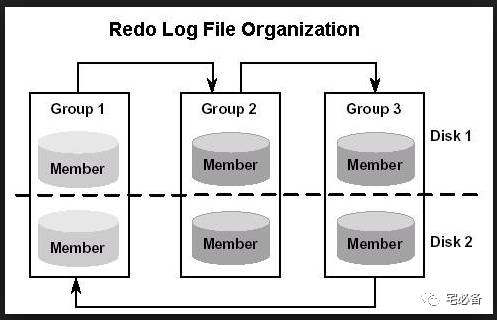 Redo Log File Organization
Group 1
Group 2
Group 3
Disk 1
Member
Member
Member
Member
Member
Member
Disk 2
宅必备